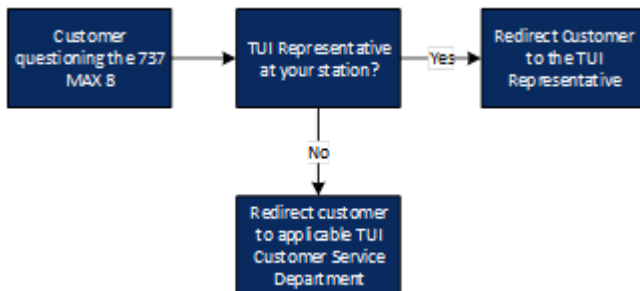 Customer
questioning the 737
MAX 8
TUI Representative
at your station?
Yes
Redirect Customer
to the TUI
Representative
No
Redirect customer
to applicable TUI
Customer Service
Department